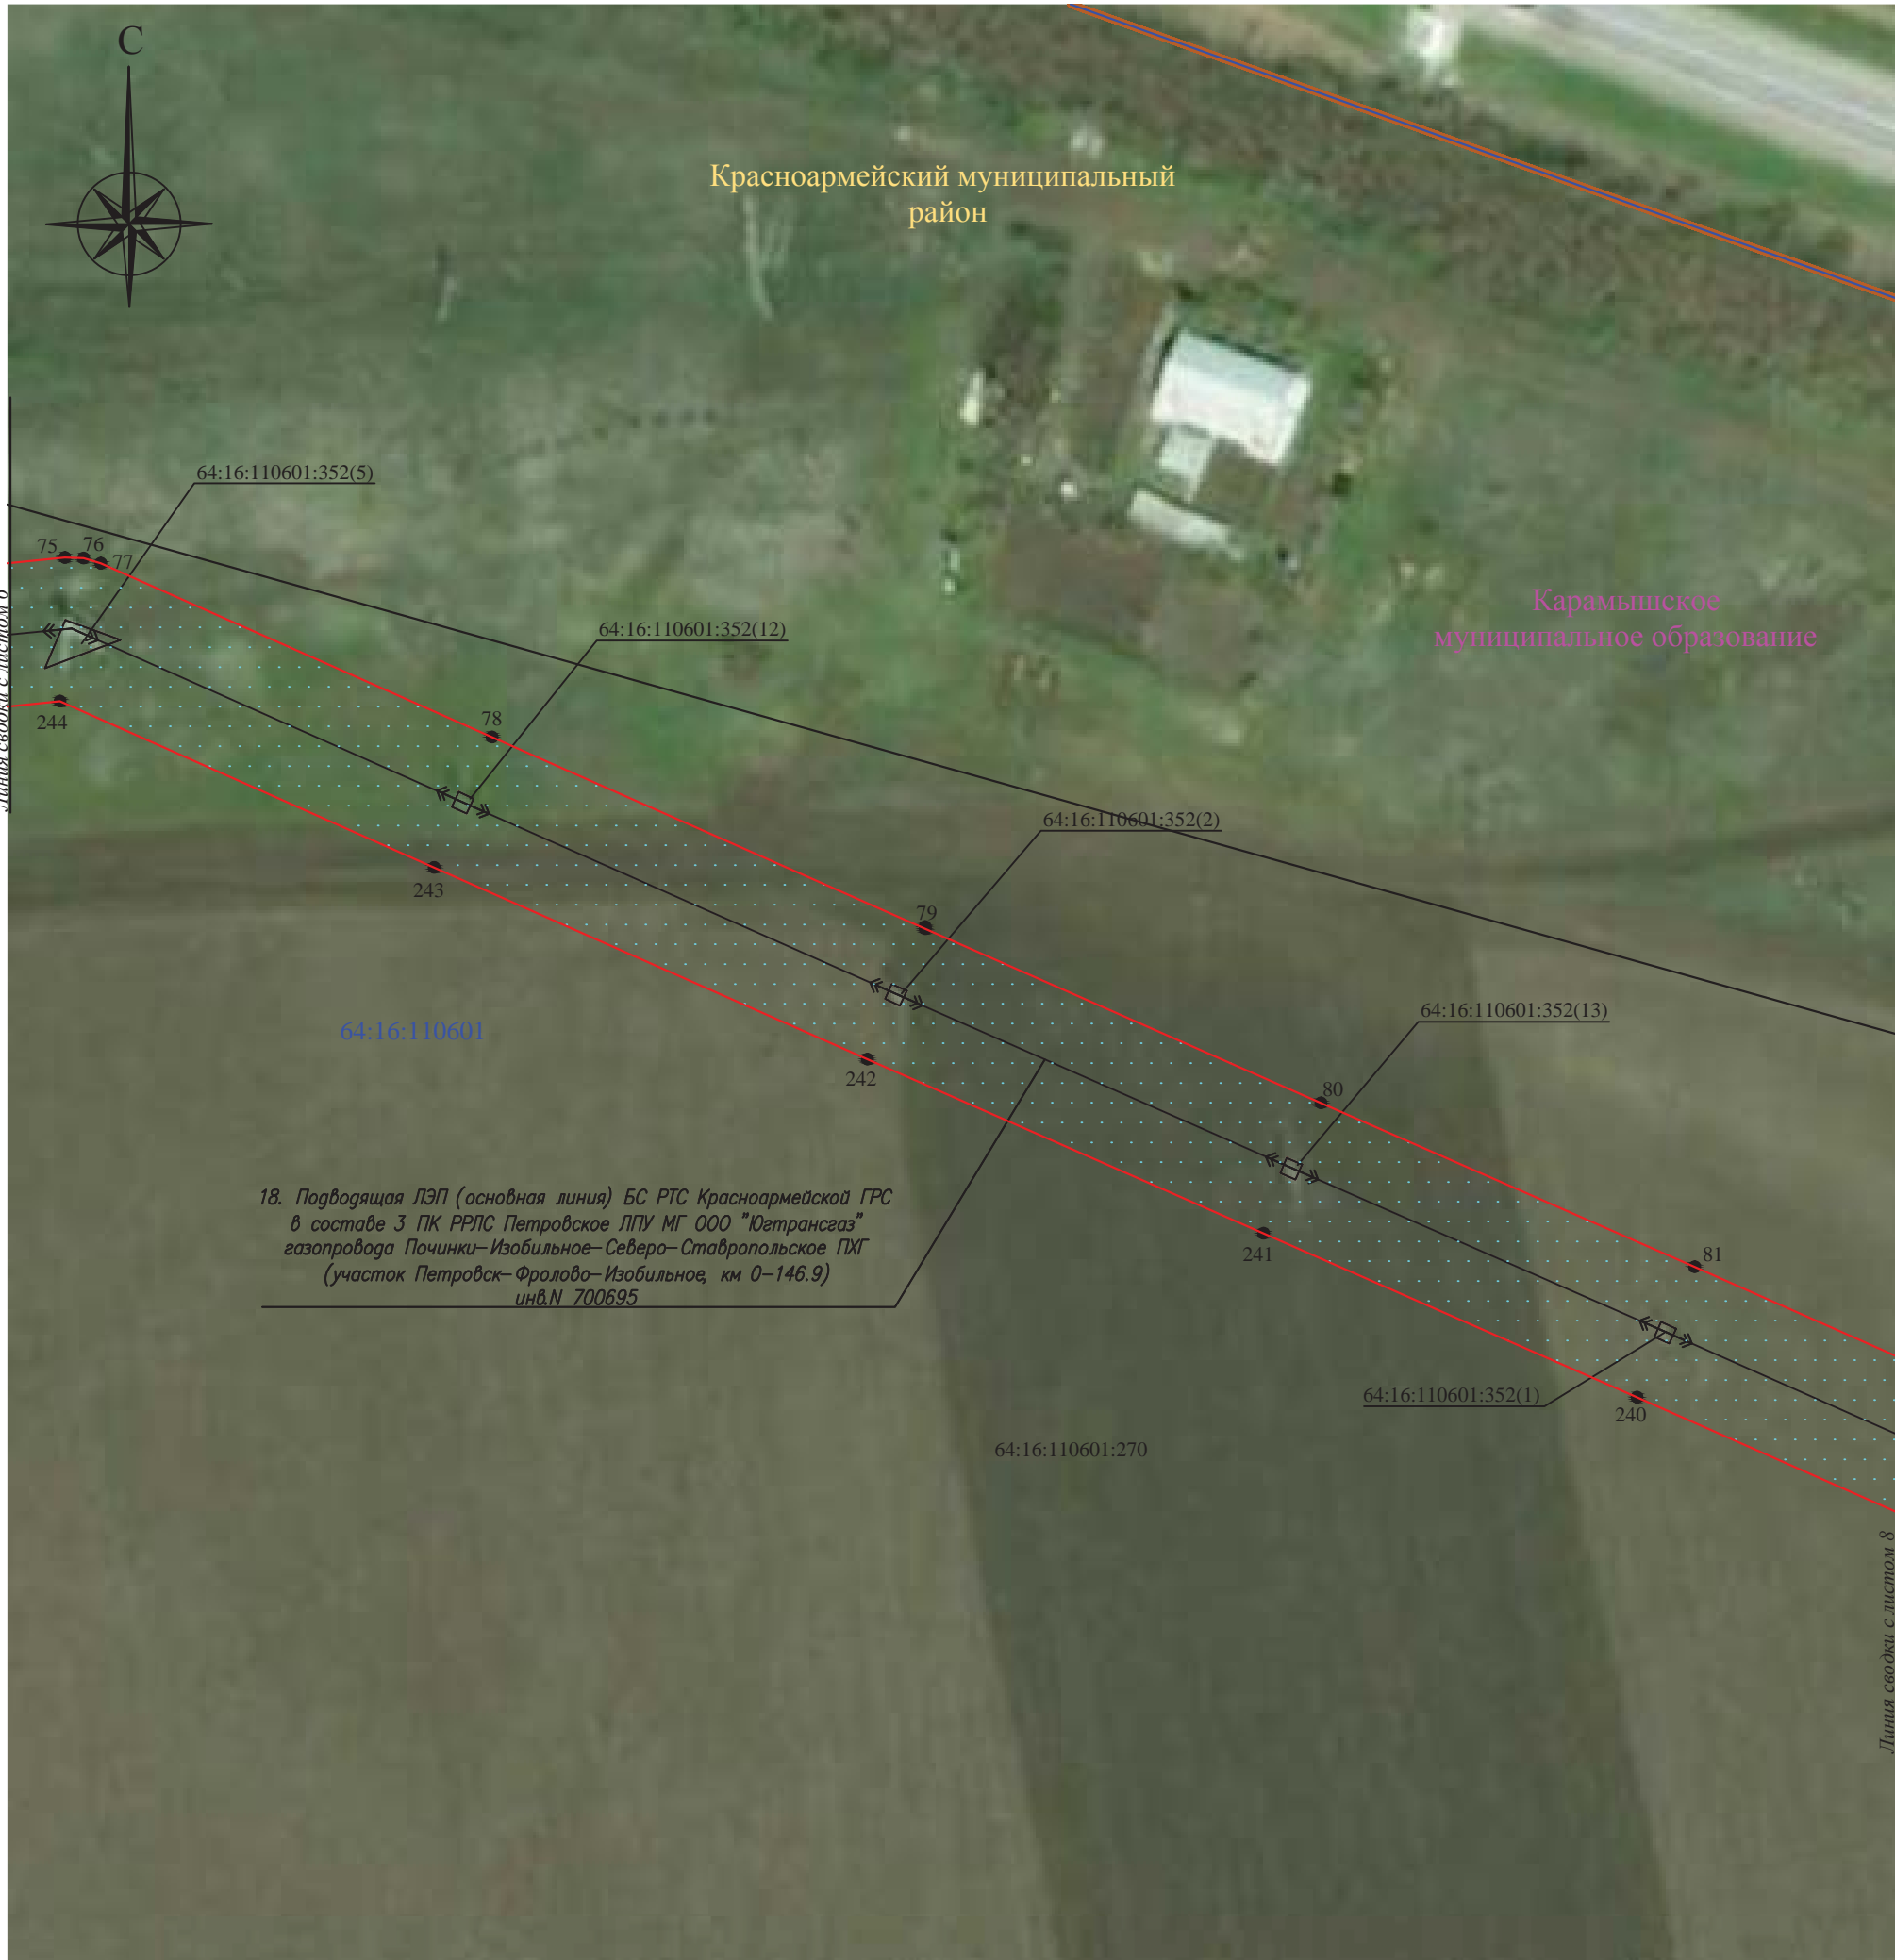 С
Красноармейский муниципальный
район
64:16:110601:352(5)
75
76
77
Линия сводки с листом 6
64:16:110601:352(12)
Карамышское
муниципальное образование
244
78
64:16:110601:352(2)
243
79
64:16:110601:352(13)
64:16:110601
242
80
18. Подводящая ЛЭП (основная линия) БС РТС Красноармейской ГРС
в составе 3 ПК РРЛС Петровское ЛПУ МГ ООО "Югтрансгаз"
газопровода Починки-Изобильное-Северо-Ставропольское ПХГ
(участок Петровск-Фролово-Изобильное, км 0-146.9)
инв.N 700695
241
81
64:16:110601:352(1)
240
64:16:110601:270
Линия сводки с листом 8